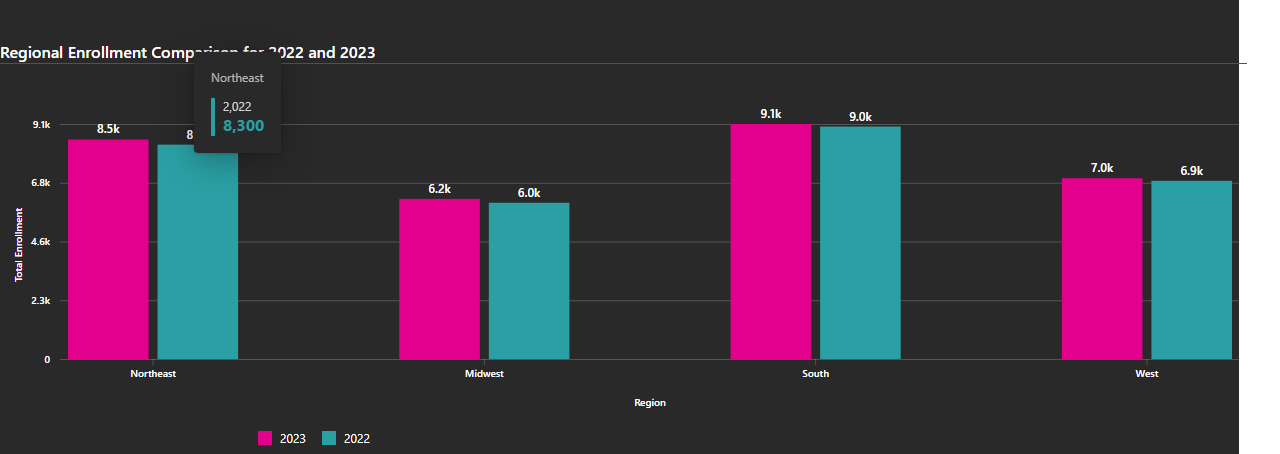 Regional Enrollment Comparison for 2022 and 2023
Northeast
2,022
8,300
9.1k
6.8k
4.6k
2.3k
0
Total Enrollment
8.5k
8
6.2k
6.0k
9.1k
9.0k
7.0k
6.9k
Northeast
Midwest
South
West
Region
2023
2022